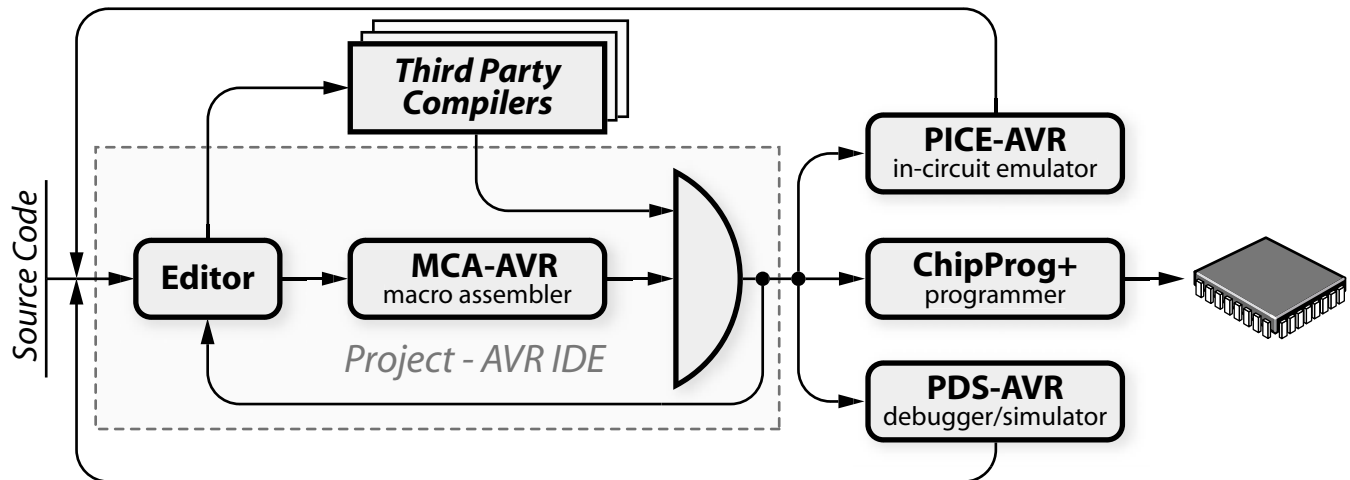 Third Party
Compilers
PICE-AVR
in-circuit emulator
Source Code
Editor
MCA-AVR
macro assembler
ChipProg+
programmer
Project - AVR IDE
PDS-AVR
debugger/simulator